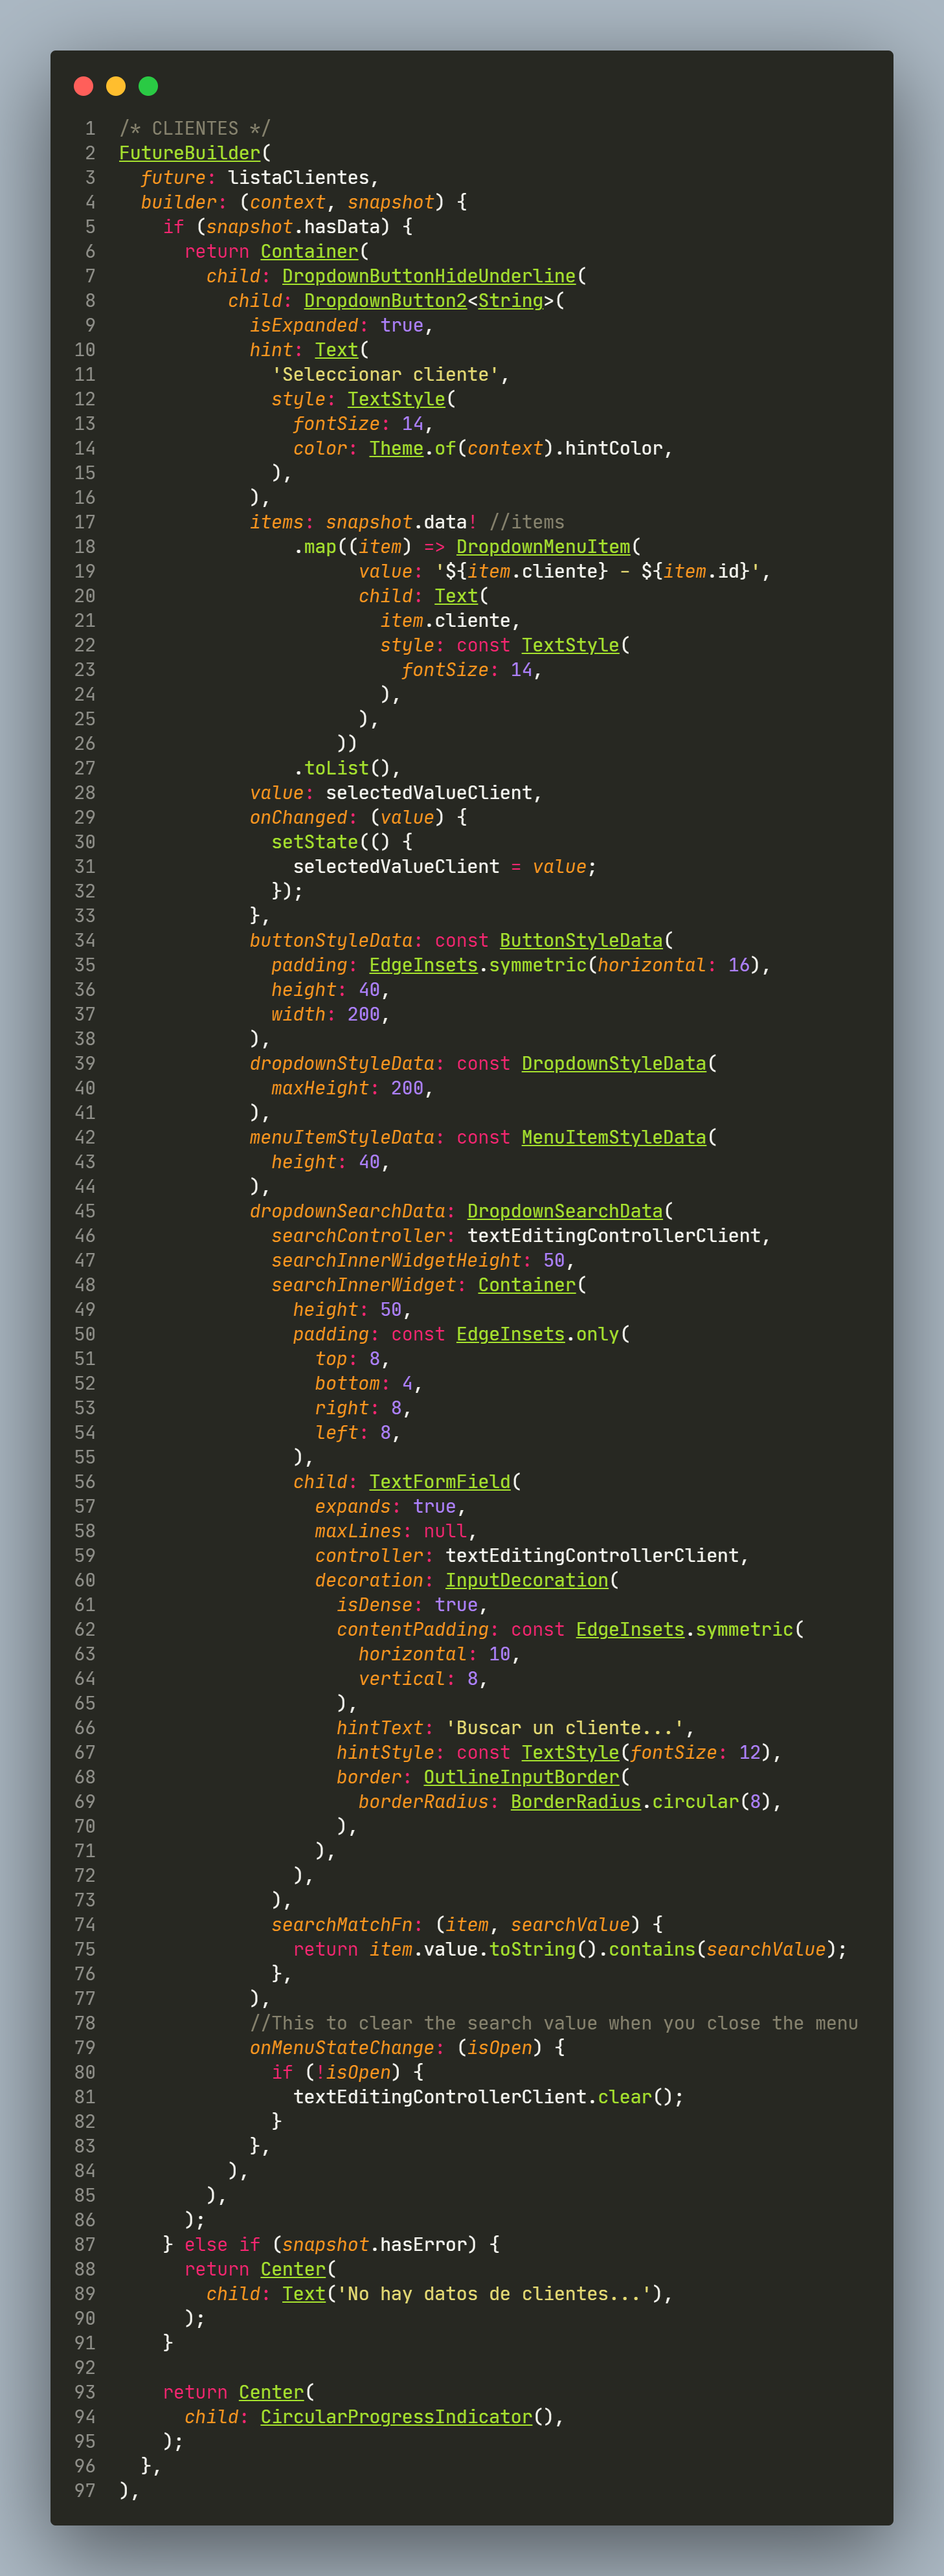 1 /* CLIENTES */
2 FutureBuilder(
3   future: listaClientes,
4   builder: (context, snapshot) {
5     if (snapshot.hasData) {
6       return Container(
7         child: DropdownButtonHideUnderline(
8           child: DropdownButton2<String>(
9             isExpanded: true,
10             hint: Text(
11               'Seleccionar cliente',
12               style: TextStyle(
13                 fontSize: 14,
14                 color: Theme.of(context).hintColor,
15               ),
16             ),
17             items: snapshot.data! //items
18                 .map((item) => DropdownMenuItem(
19                       value: '${item.cliente} - ${item.id}',
20                       child: Text(
21                         item.cliente,
22                         style: const TextStyle(
23                           fontSize: 14,
24                         ),
25                       ),
26                     ))
27                 .toList(),
28             value: selectedValueClient,
29             onChanged: (value) {
30               setState(() {
31                 selectedValueClient = value;
32               });
33             },
34             buttonStyleData: const ButtonStyleData(
35               padding: EdgeInsets.symmetric(horizontal: 16),
36               height: 40,
37               width: 200,
38             ),
39             dropdownStyleData: const DropdownStyleData(
40               maxHeight: 200,
41             ),
42             menuItemStyleData: const MenuItemStyleData(
43               height: 40,
44             ),
45             dropdownSearchData: DropdownSearchData(
46               searchController: textEditingControllerClient,
47               searchInnerWidgetHeight: 50,
48               searchInnerWidget: Container(
49                 height: 50,
50                 padding: const EdgeInsets.only(
51                   top: 8,
52                   bottom: 4,
53                   right: 8,
54                   left: 8,
55                 ),
56                 child: TextFormField(
57                   expands: true,
58                   maxLines: null,
59                   controller: textEditingControllerClient,
60                   decoration: InputDecoration(
61                     isDense: true,
62                     contentPadding: const EdgeInsets.symmetric(
63                       horizontal: 10,
64                       vertical: 8,
65                     ),
66                     hintText: 'Buscar un cliente...',
67                     hintStyle: const TextStyle(fontSize: 12),
68                     border: OutlineInputBorder(
69                       borderRadius: BorderRadius.circular(8),
70                     ),
71                   ),
72                 ),
73               ),
74               searchMatchFn: (item, searchValue) {
75                 return item.value.toString().contains(searchValue);
76               },
77             ),
78             //This to clear the search value when you close the menu
79             onMenuStateChange: (isOpen) {
80               if (!isOpen) {
81                 textEditingControllerClient.clear();
82               }
83             },
84           ),
85         ),
86       );
87     } else if (snapshot.hasError) {
88       return Center(
89         child: Text('No hay datos de clientes...'),
90       );
91     }
92
93     return Center(
94       child: CircularProgressIndicator(),
95     );
96   },
97 ),